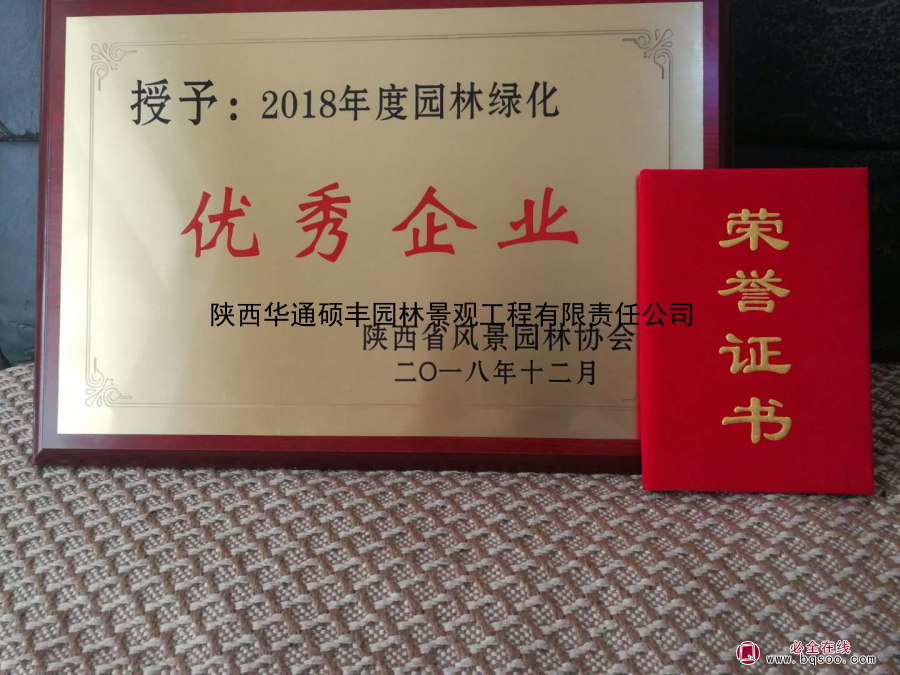 授予：2018年度园林绿化
优秀企业
陕西华通硕丰园林景观工程有限责任公司
陕西省风景园林协会
二〇一八年十二月
荣誉证书
必全在线
www.bqsoo.com